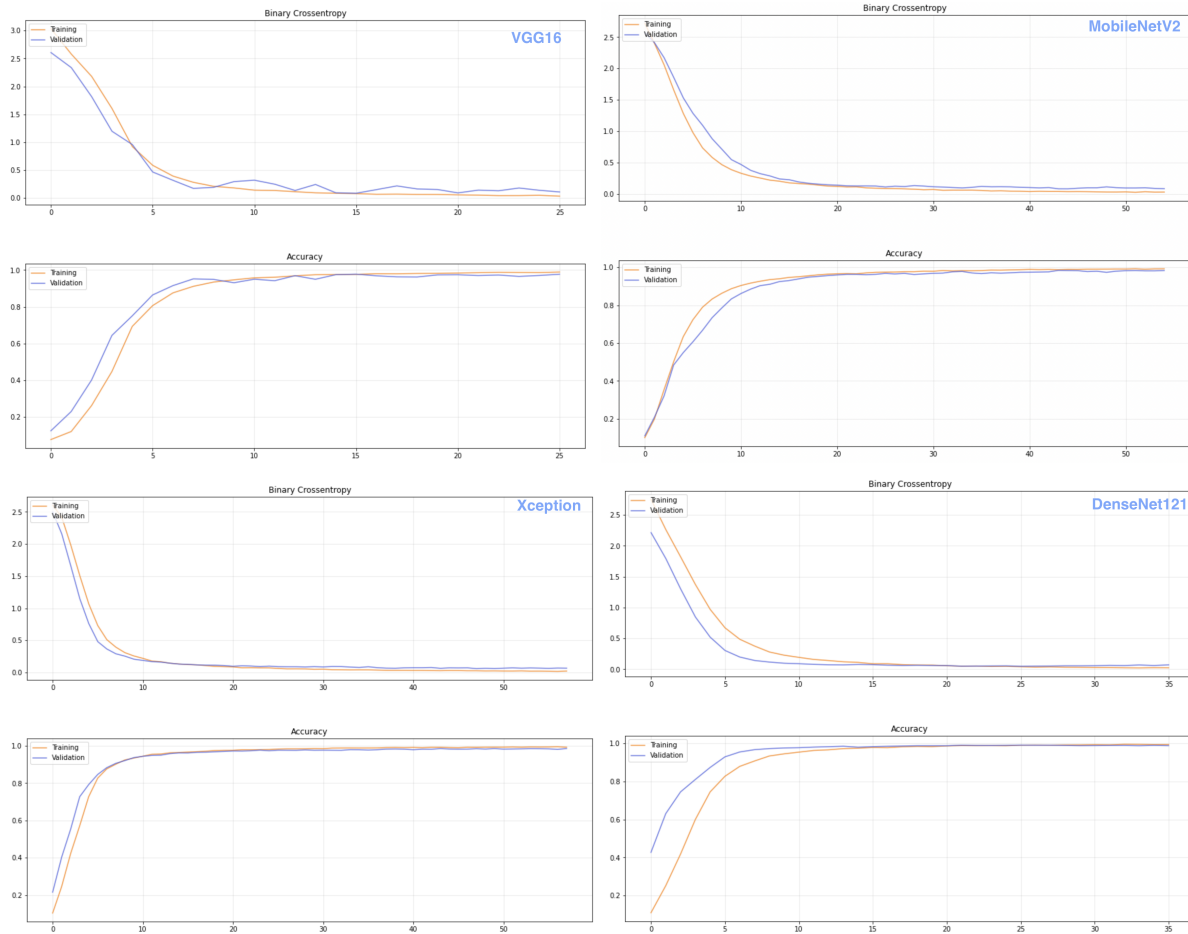 Binary Crossentropy
VGG16
Training
Validation
3.0
2.5
2.0
1.5
1.0
0.5
0.0
0 5 10 15 20 25
Accuracy
Training
Validation
1.0
0.8
0.6
0.4
0.2
0 5 10 15 20 25
Binary Crossentropy
MobileNetV2
Training
Validation
2.5
2.0
1.5
1.0
0.5
0.0
0 10 20 30 40 50
Accuracy
Training
Validation
1.0
0.8
0.6
0.4
0.2
0 10 20 30 40 50
Binary Crossentropy
Xception
Training
Validation
2.5
2.0
1.5
1.0
0.5
0.0
0 10 20 30 40 50
Accuracy
Training
Validation
1.0
0.8
0.6
0.4
0.2
0 10 20 30 40 50
Binary Crossentropy
DenseNet121
Training
Validation
2.5
2.0
1.5
1.0
0.5
0.0
0 5 10 15 20 25 30 35
Accuracy
Training
Validation
1.0
0.8
0.6
0.4
0.2
0 5 10 15 20 25 30 35